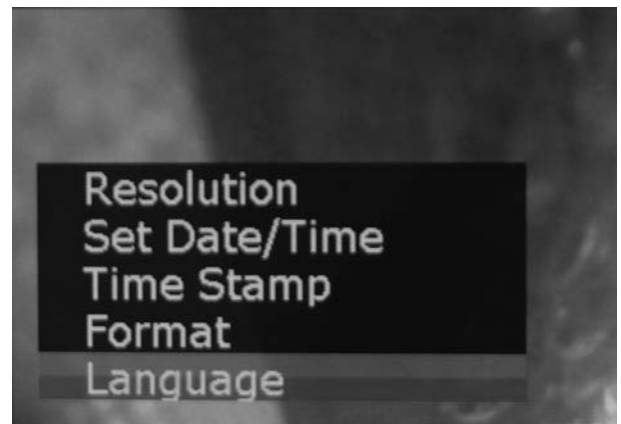 Resolution
Set Date/Time
Time Stamp
Format
Language